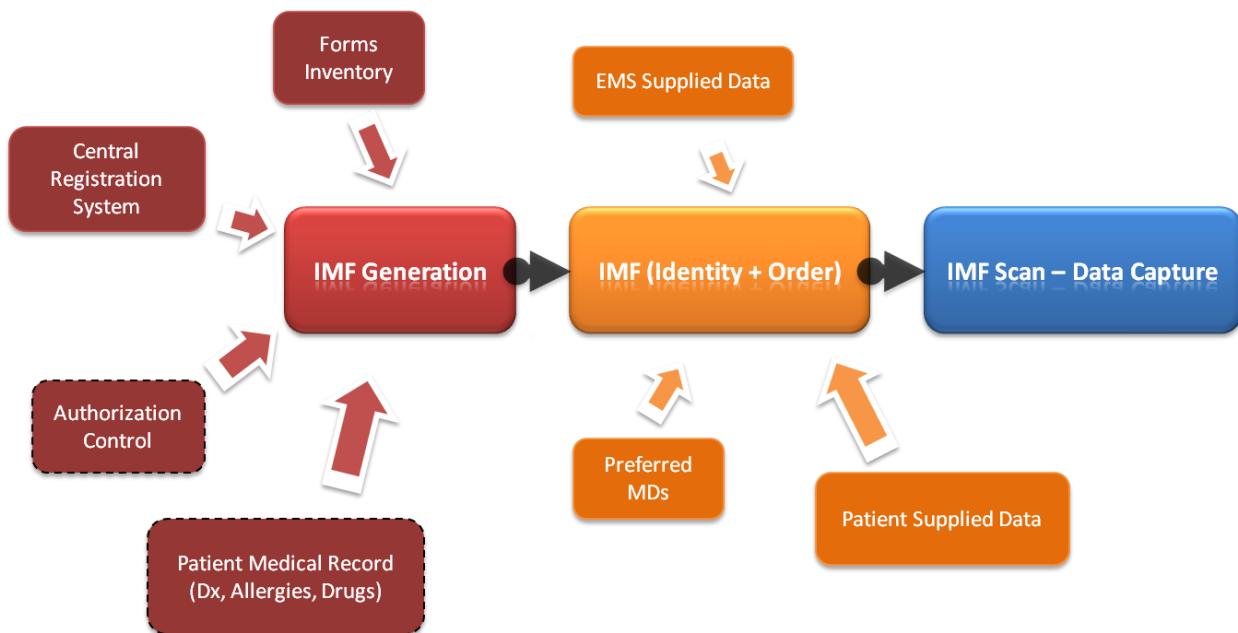 Forms
Inventory
EMS Supplied Data
Central
Registration
System
IMF Generation
IMF (Identity + Order)
IMF Scan – Data Capture
Authorization
Control
Preferred
MDs
Patient Supplied Data
Patient Medical Record
(Dx, Allergies, Drugs)